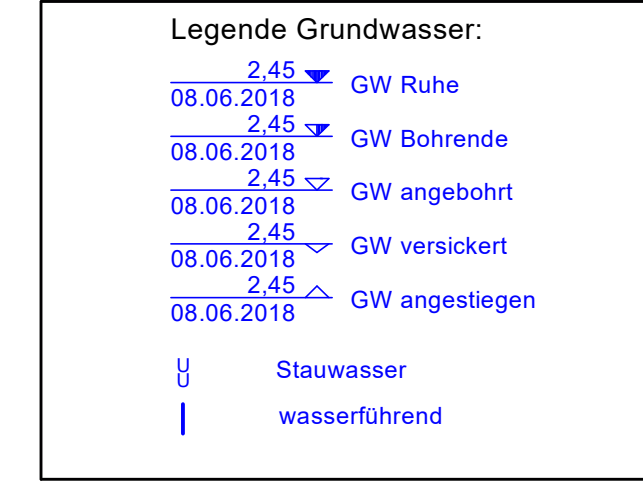 Legende Grundwasser:
2,45
08.06.2018
GW Ruhe
2,45
08.06.2018
GW Bohrende
2,45
08.06.2018
GW angebohrt
2,45
08.06.2018
GW versickert
2,45
08.06.2018
GW angestiegen
U
U
Stauwasser
wasserführend